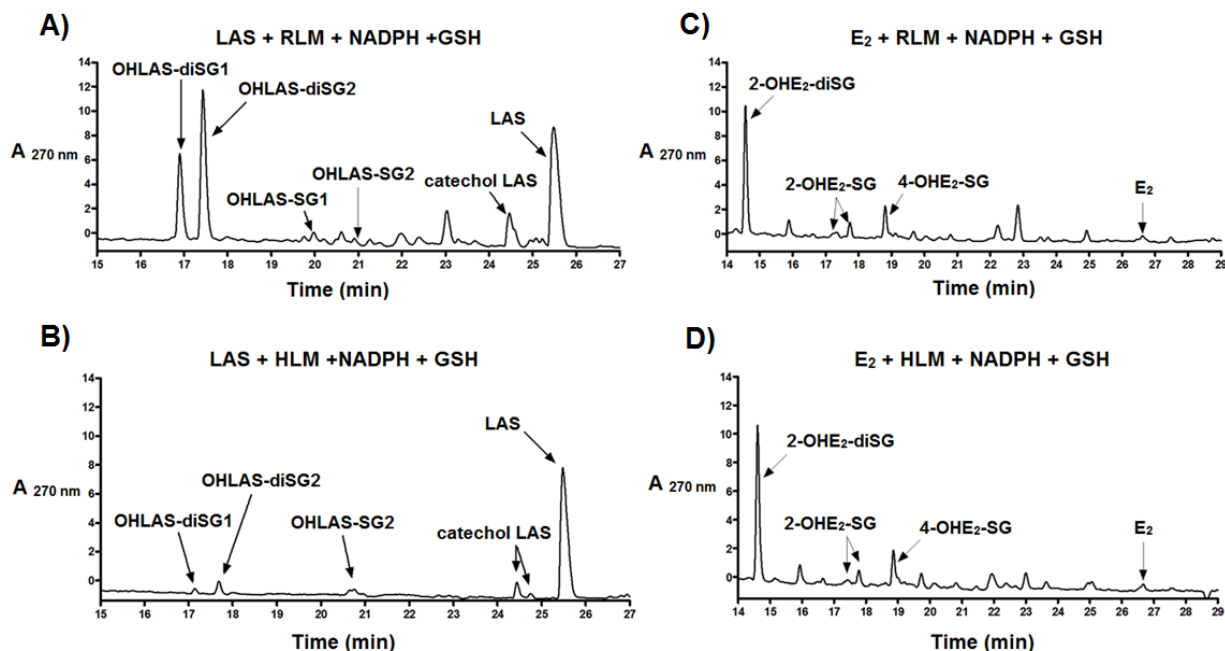 A)
LAS + RLM + NADPH +GSH
OHLAS-diSG1
OHLAS-diSG2
LAS
OHLAS-SG2
catechol LAS
OHLAS-SG1
A 270 nm
14
12
10
8
6
4
2
0
15 16 17 18 19 20 21 22 23 24 25 26 27
Time (min)
B)
LAS + HLM +NADPH + GSH
LAS
OHLAS-diSG2
OHLAS-diSG1
OHLAS-SG2
catechol LAS
A 270 nm
14
12
10
8
6
4
2
0
15 16 17 18 19 20 21 22 23 24 25 26 27
Time (min)
C)
E₂ + RLM + NADPH + GSH
2-OHE₂-diSG
2-OHE₂-SG
4-OHE₂-SG
E₂
A 270 nm
14
12
10
8
6
4
2
0
14 15 16 17 18 19 20 21 22 23 24 25 26 27 28 29
Time (min)
D)
E₂ + HLM + NADPH + GSH
2-OHE₂-diSG
2-OHE₂-SG
4-OHE₂-SG
E₂
A 270 nm
14
12
10
8
6
4
2
0
14 15 16 17 18 19 20 21 22 23 24 25 26 27 28 29
Time (min)